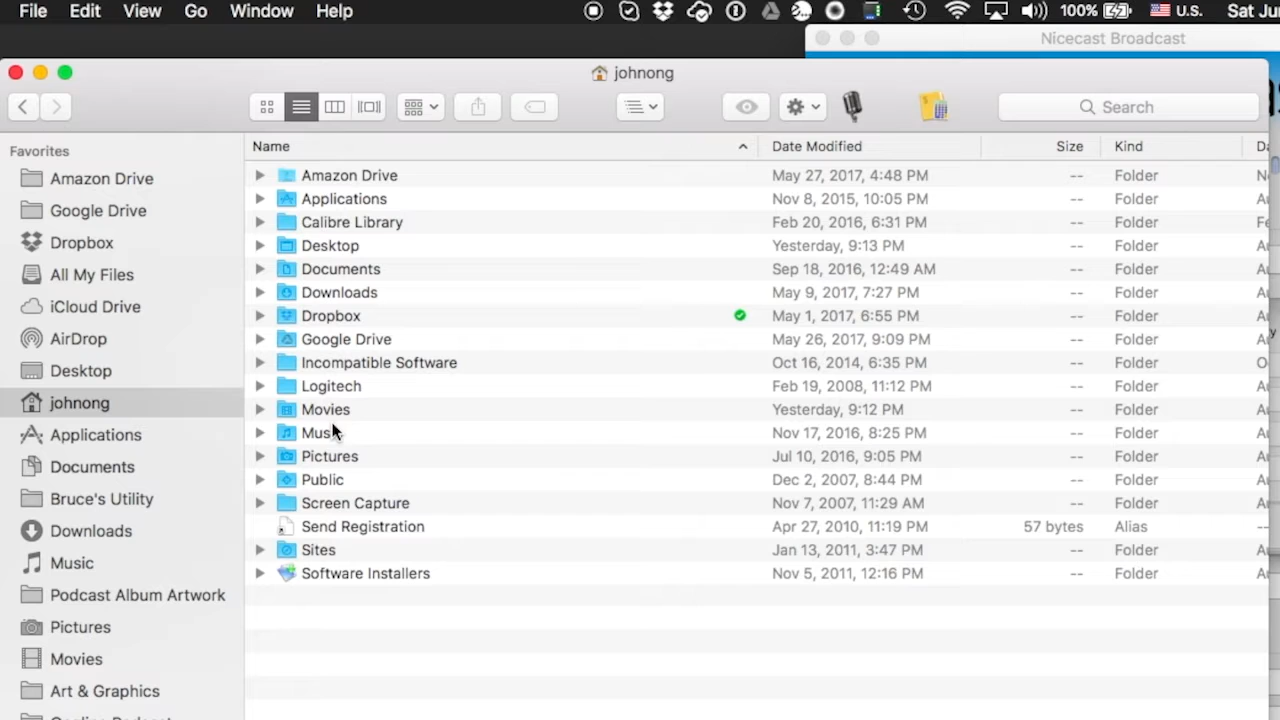 File Edit View Go Window Help 100% U.S. Sat
Nicecast Broadcast
johnong
Search
Favorites
Amazon Drive
Google Drive
Dropbox
All My Files
iCloud Drive
AirDrop
Desktop
johnong
Applications
Documents
Bruce's Utility
Downloads
Music
Podcast Album Artwork
Pictures
Movies
Art & Graphics
Name Date Modified Size Kind
Amazon Drive May 27, 2017, 4:48 PM -- Folder
Applications Nov 8, 2015, 10:05 PM -- Folder
Calibre Library Feb 20, 2016, 6:31 PM -- Folder
Desktop Yesterday, 9:13 PM -- Folder
Documents Sep 18, 2016, 12:49 AM -- Folder
Downloads May 9, 2017, 7:27 PM -- Folder
Dropbox May 1, 2017, 6:55 PM -- Folder
Google Drive May 26, 2017, 9:09 PM -- Folder
Incompatible Software Oct 16, 2014, 6:35 PM -- Folder
Logitech Feb 19, 2008, 11:12 PM -- Folder
Movies Yesterday, 9:12 PM -- Folder
Music Nov 17, 2016, 8:25 PM -- Folder
Pictures Jul 10, 2016, 9:05 PM -- Folder
Public Dec 2, 2007, 8:44 PM -- Folder
Screen Capture Nov 7, 2007, 11:29 AM -- Folder
Send Registration Apr 27, 2010, 11:19 PM 57 bytes Alias
Sites Jan 13, 2011, 3:47 PM -- Folder
Software Installers Nov 5, 2011, 12:16 PM -- Folder